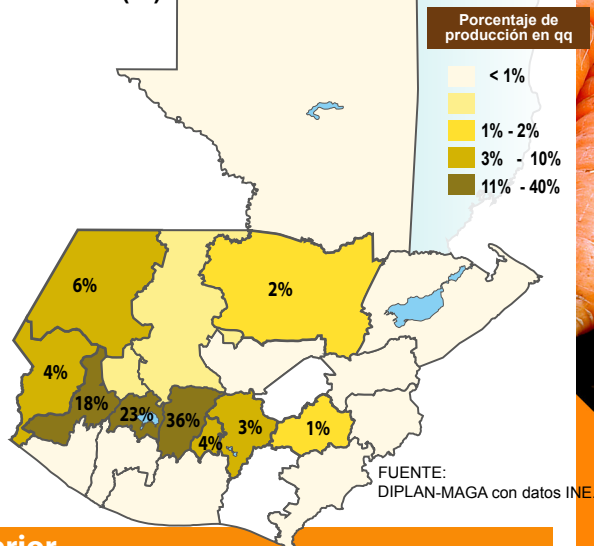 Porcentaje de
producción en qq
< 1%
1% - 2%
3% - 10%
11% - 40%
6%
2%
4%
18%
23%
36%
4%
3%
1%
FUENTE:
DIPLAN-MAGA con datos INE.